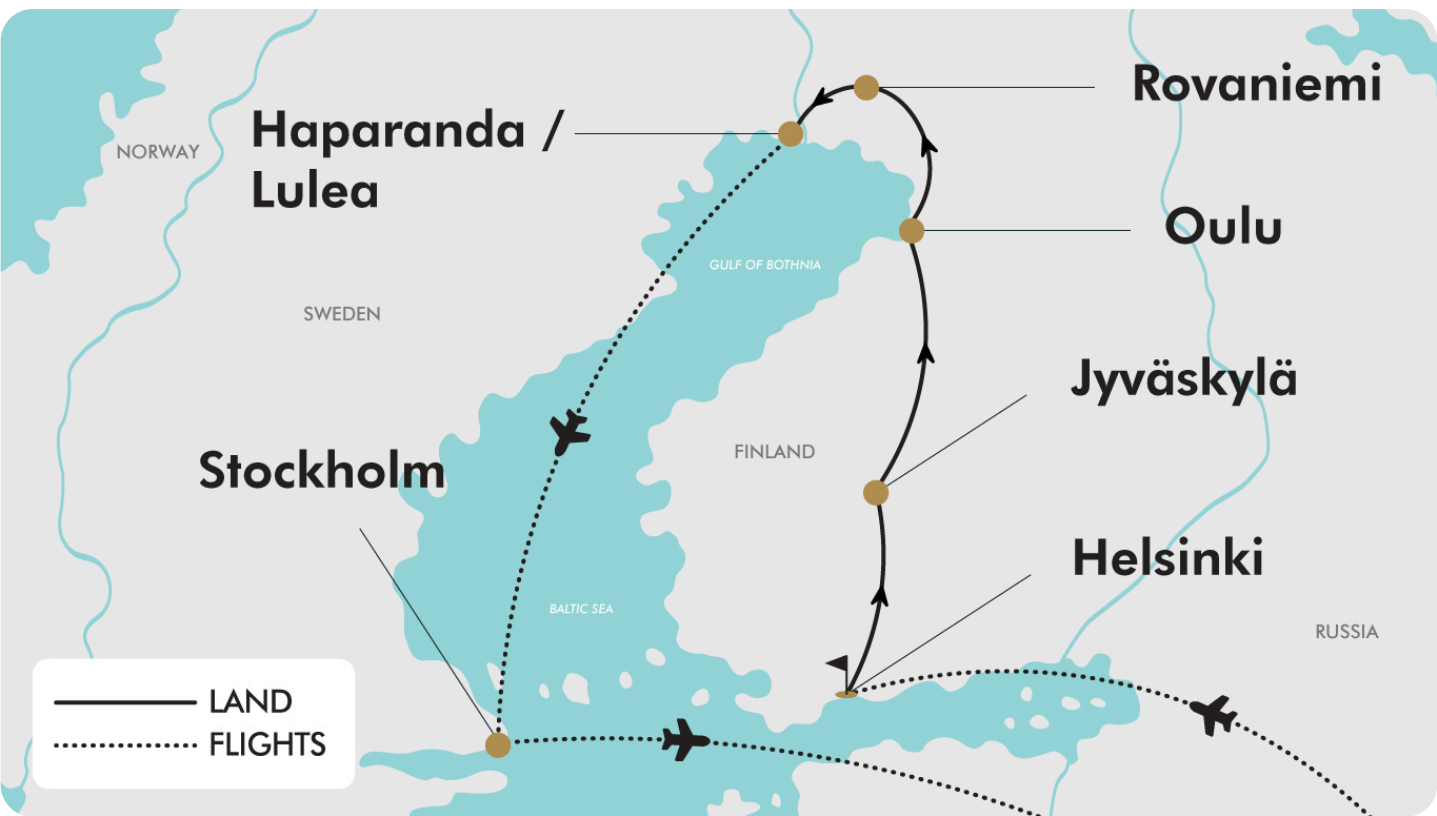 Rovaniemi
Haparanda /
Lulea
NORWAY
Oulu
GULF OF BOTHNIA
SWEDEN
Jyväskylä
FINLAND
Stockholm
Helsinki
BALTIC SEA
RUSSIA
LAND
FLIGHTS